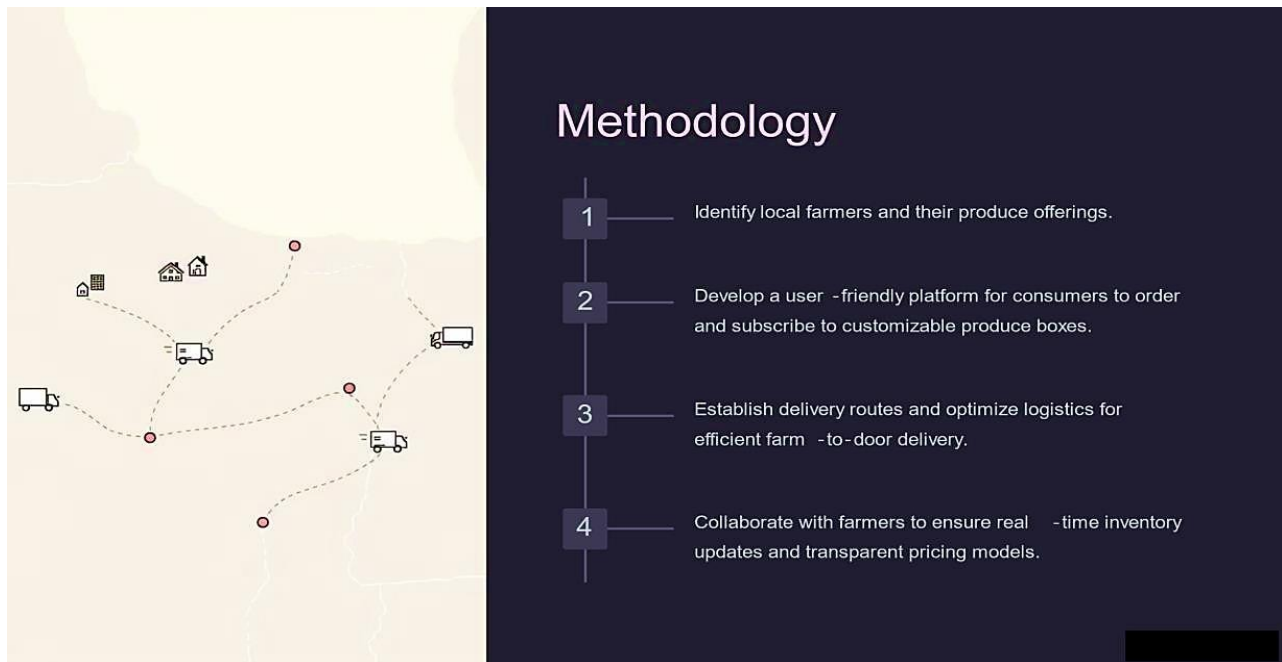 Methodology
1
Identify local farmers and their produce offerings.
2
Develop a user -friendly platform for consumers to order
and subscribe to customizable produce boxes.
3
Establish delivery routes and optimize logistics for
efficient farm -to-door delivery.
4
Collaborate with farmers to ensure real -time inventory
updates and transparent pricing models.